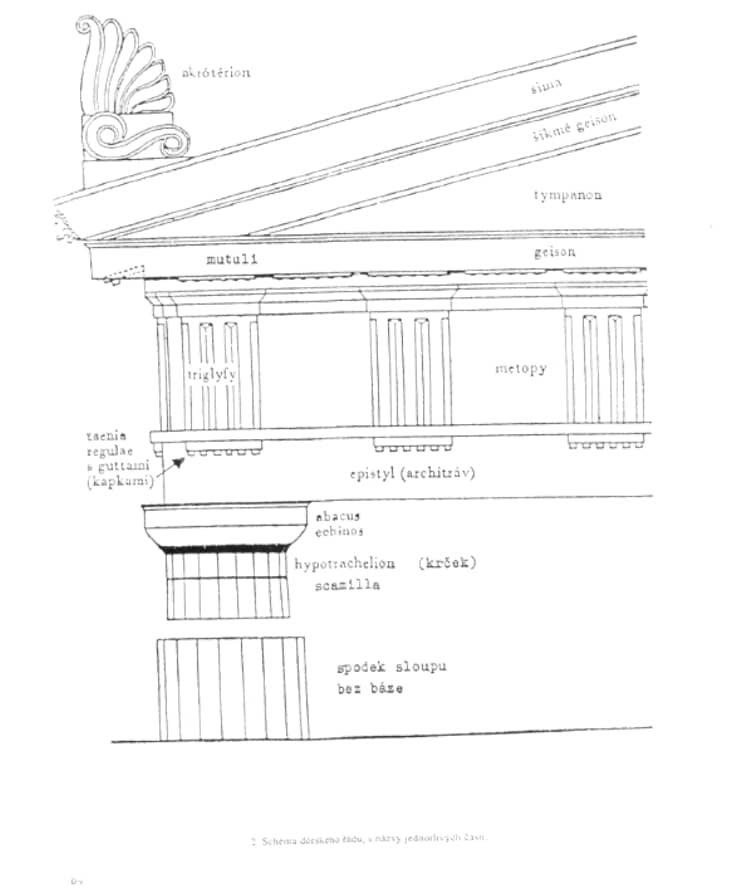 akrótérion
sima
šikmé geison
tympanon
mutuli
geison
triglyfy
metopy
taenia
regulae
s guttami
(kapkami)
epistyl (architráv)
abacus
echinos
hypotrachelion (krček)
scamilla
spodek sloupu
bez báze
2. Schéma dórského řádu, s názvy jednotlivých částí.